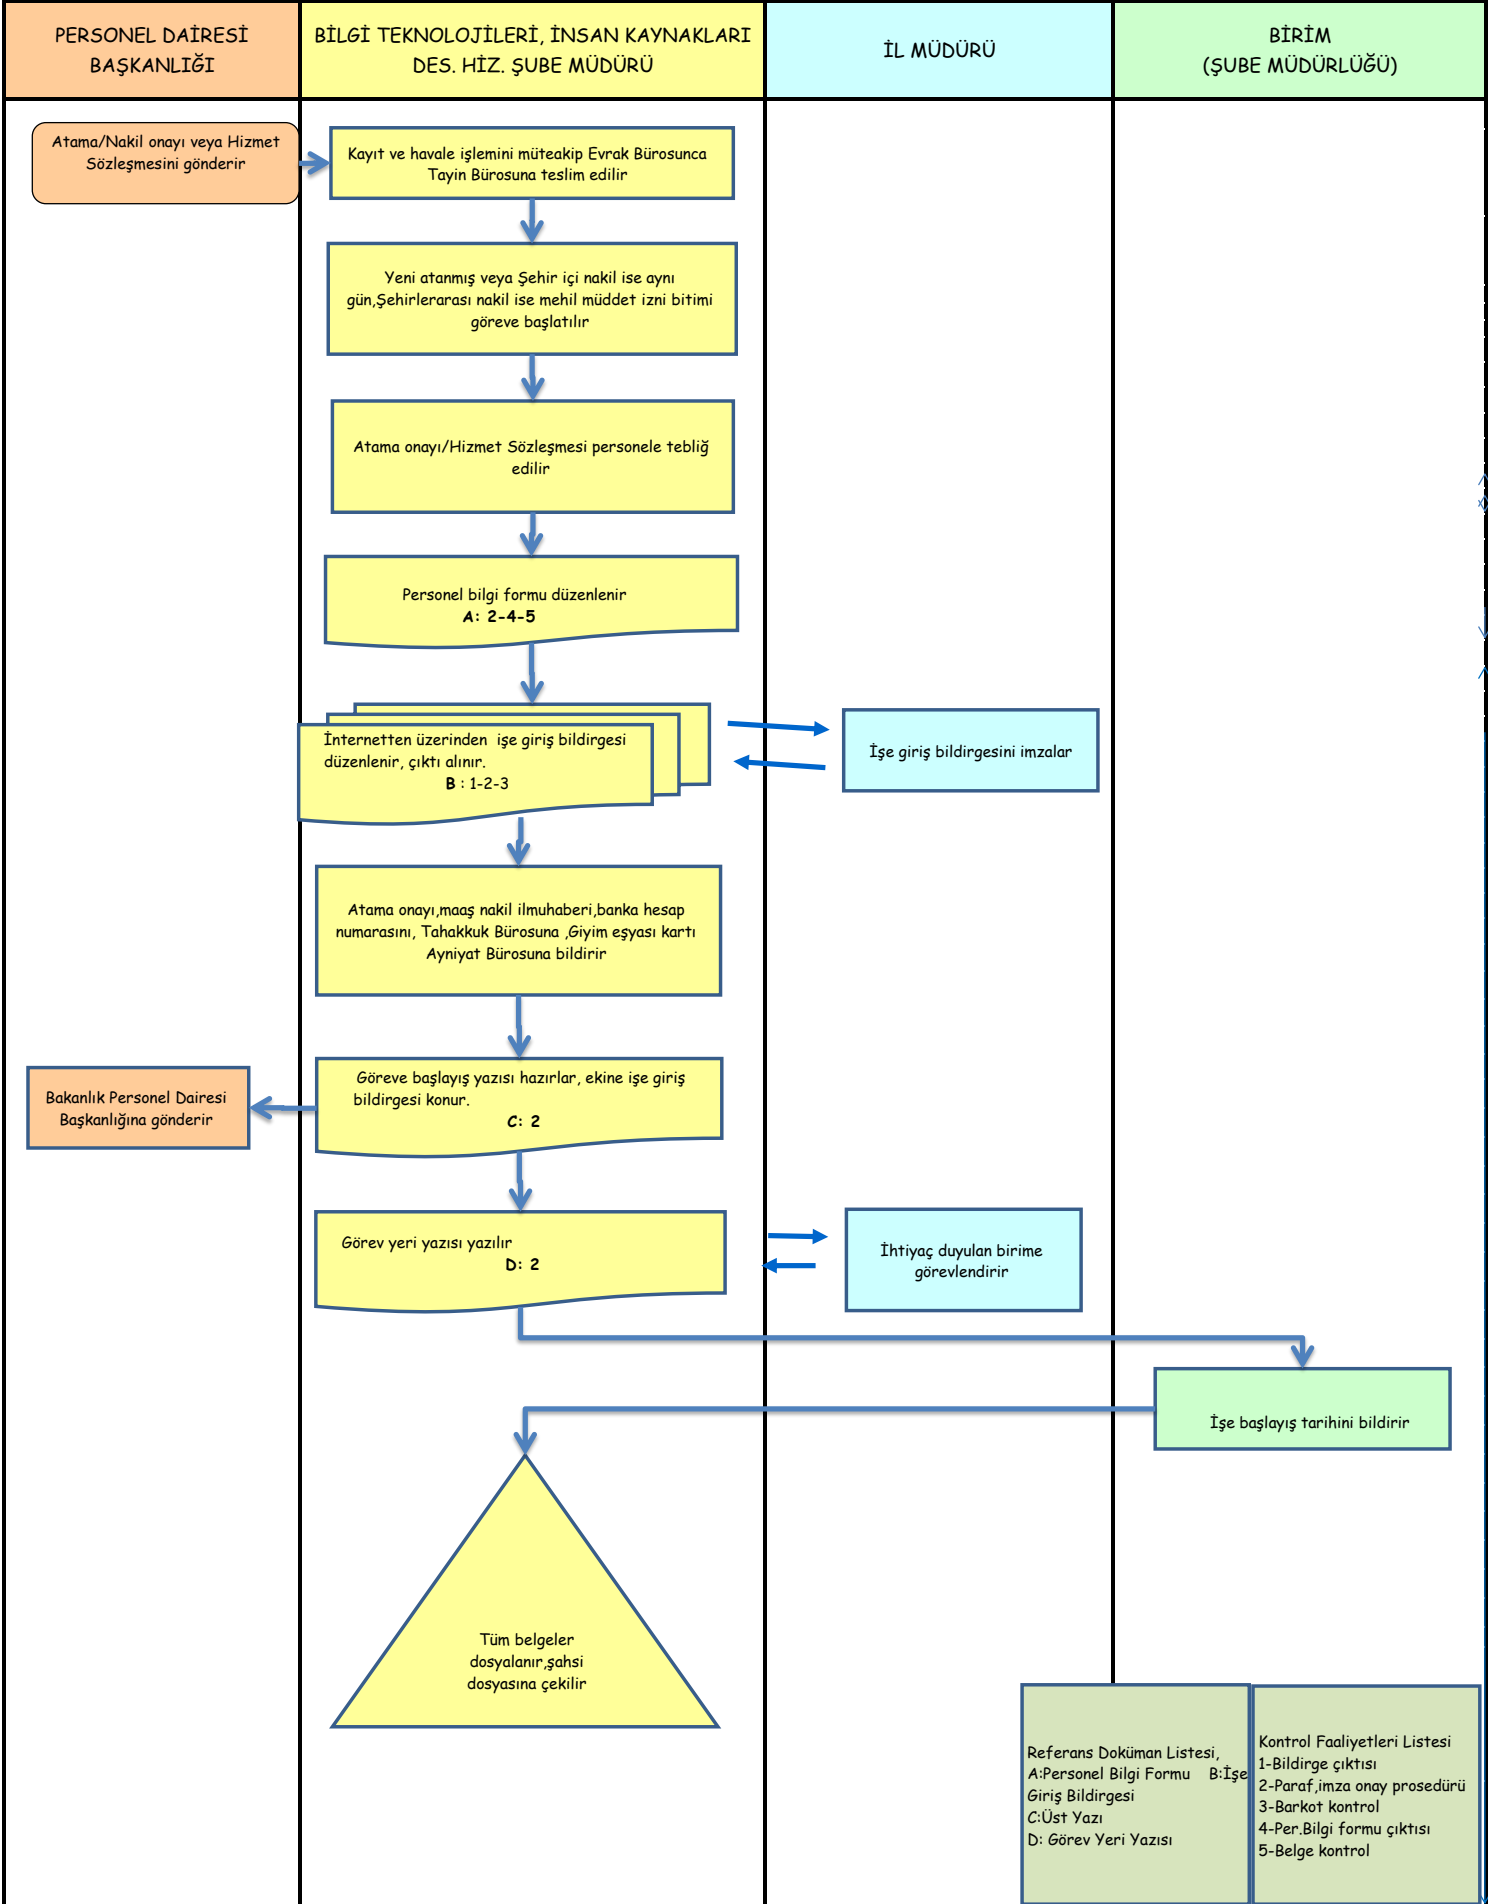 PERSONEL DAİRESİ
BAŞKANLIĞI
BİLGİ TEKNOLOJİLERİ, İNSAN KAYNAKLARI
DES. HİZ. ŞUBE MÜDÜRÜ
İL MÜDÜRÜ
BİRİM
(ŞUBE MÜDÜRLÜĞÜ)
Atama/Nakil onayı veya Hizmet
Sözleşmesini gönderir
Kayıt ve havale işlemini müteakip Evrak Bürosunca
Tayin Bürosuna teslim edilir
Yeni atanmış veya Şehir içi nakil ise aynı
gün,Şehirlerarası nakil ise mehil müddet izni bitimi
göreve başlatılır
Atama onayı/Hizmet Sözleşmesi personele tebliğ
edilir
Personel bilgi formu düzenlenir
A: 2-4-5
İnternetten üzerinden işe giriş bildirgesi
düzenlenir, çıktı alınır.
B : 1-2-3
İşe giriş bildirgesini imzalar
Atama onayı,maaş nakil ilmuhaberi,banka hesap
numarasını, Tahakkuk Bürosuna ,Giyim eşyası kartı
Ayniyat Bürosuna bildirir
Göreve başlayış yazısı hazırlar, ekine işe giriş
bildirgesi konur.
C: 2
Bakanlık Personel Dairesi
Başkanlığına gönderir
Görev yeri yazısı yazılır
D: 2
İhtiyaç duyulan birime
görevlendirir
İşe başlayış tarihini bildirir
Tüm belgeler
dosyalanır,şahsi
dosyasına çekilir
Referans Doküman Listesi,
A:Personel Bilgi Formu B:İşe
Giriş Bildirgesi
C:Üst Yazı
D: Görev Yeri Yazısı
Kontrol Faaliyetleri Listesi
1-Bildirge çıktısı
2-Paraf,imza onay prosedürü
3-Barkot kontrol
4-Per.Bilgi formu çıktısı
5-Belge kontrol